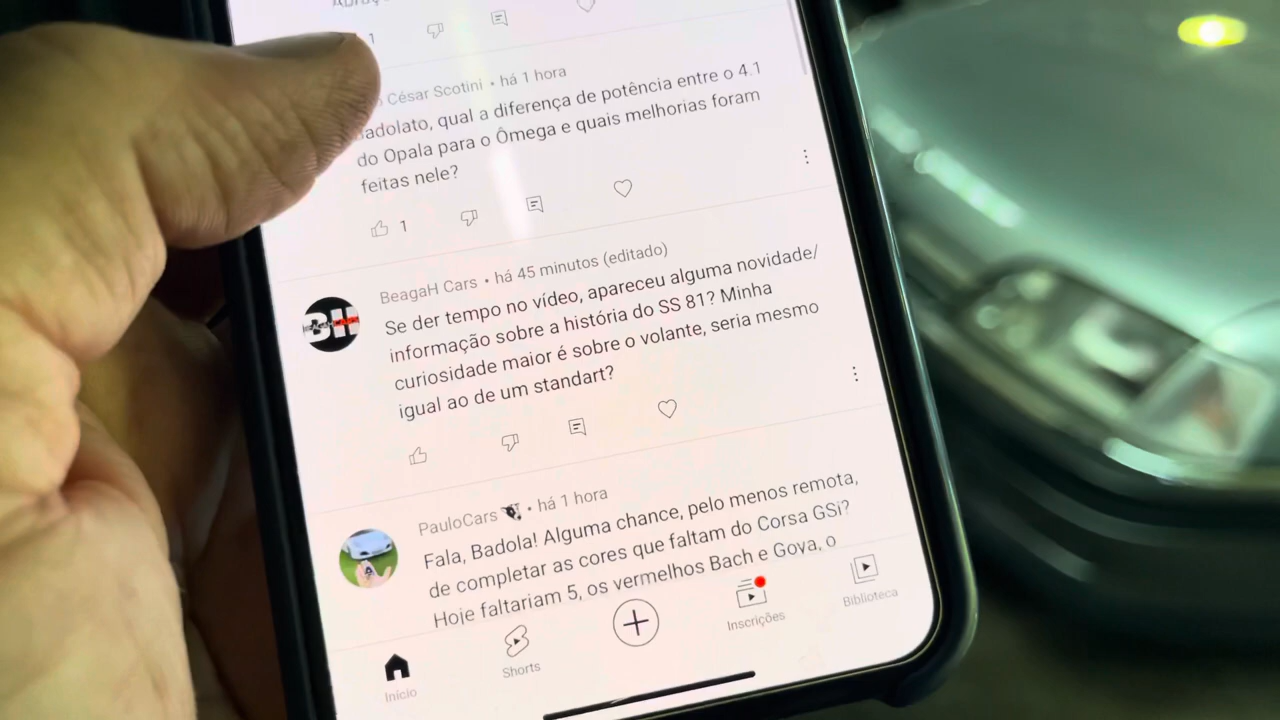 1
César Scotini • há 1 hora
Badolato, qual a diferença de potência entre o 4.1
do Opala para o Ômega e quais melhorias foram
feitas nele?
1
BeagaH Cars • há 45 minutos (editado)
Se der tempo no vídeo, apareceu alguma novidade/
informação sobre a história do SS 81? Minha
curiosidade maior é sobre o volante, seria mesmo
igual ao de um standart?
BH
PauloCars • há 1 hora
Fala, Badola! Alguma chance, pelo menos remota,
de completar as cores que faltam do Corsa GSi?
Hoje faltariam 5, os vermelhos Bach e Goya, o
Início
Shorts
Inscrições
Biblioteca